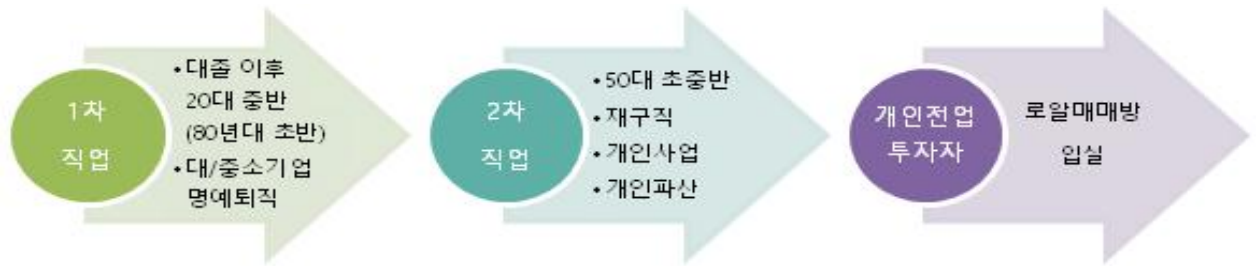 1차
직업
•대졸 이후
20대 중반
(80년대 초반)
•대/중소기업
명예퇴직
2차
직업
•50대 초중반
•재구직
•개인사업
•개인파산
개인전업
투자자
로알매매방
입실